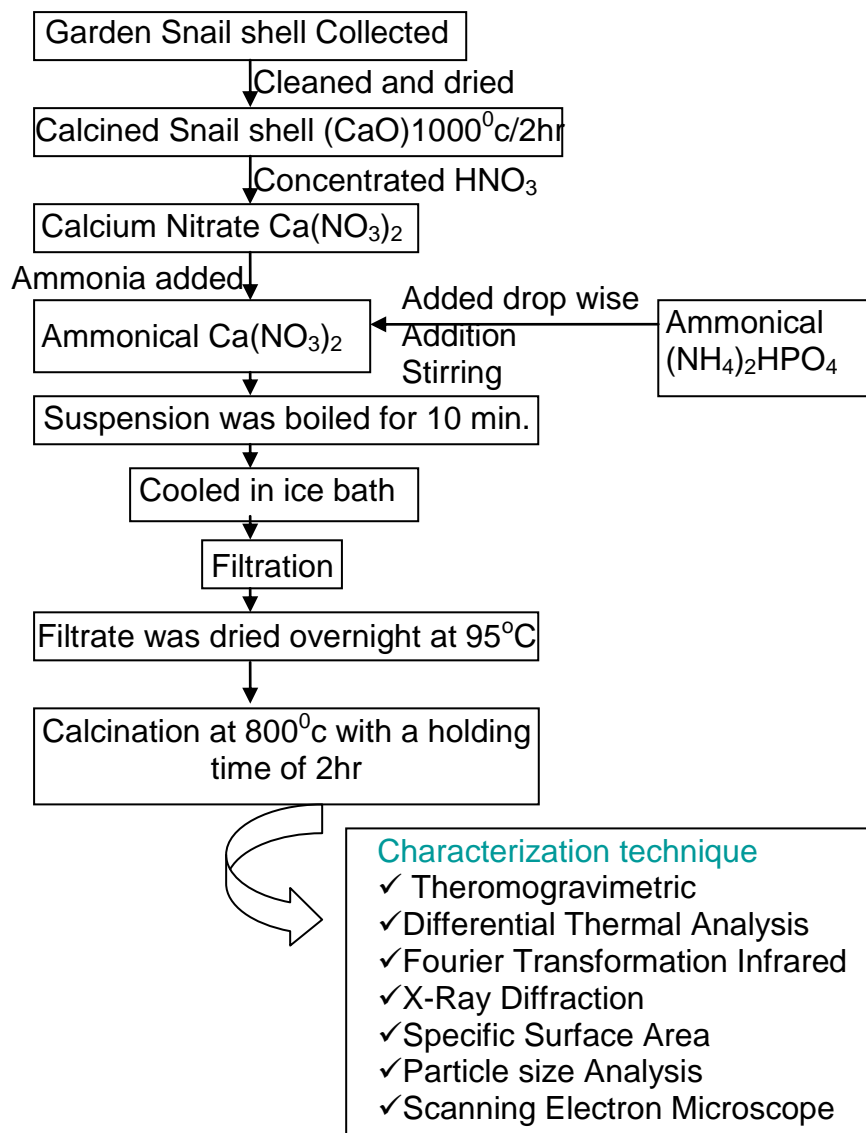 Garden Snail shell Collected
Cleaned and dried
Calcined Snail shell (CaO)1000⁰c/2hr
Concentrated HNO₃
Calcium Nitrate Ca(NO₃)₂
Ammonia added
Ammonical Ca(NO₃)₂
Added drop wise
Addition
Stirring
Ammonical
(NH₄)₂HPO₄
Suspension was boiled for 10 min.
Cooled in ice bath
Filtration
Filtrate was dried overnight at 95°C
Calcination at 800⁰c with a holding
time of 2hr
Characterization technique
✓ Theromogravimetric
✓Differential Thermal Analysis
✓Fourier Transformation Infrared
✓X-Ray Diffraction
✓Specific Surface Area
✓Particle size Analysis
✓Scanning Electron Microscope